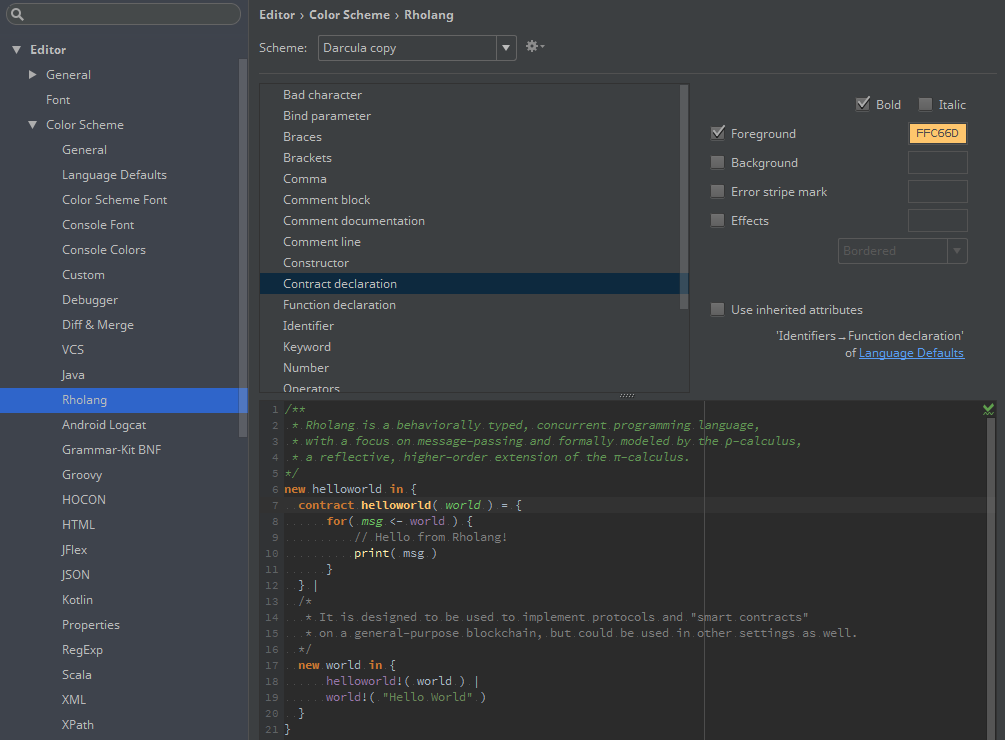 Editor › Color Scheme › Rholang
Scheme: Darcula copy
Editor
General
Font
Color Scheme
General
Language Defaults
Color Scheme Font
Console Font
Console Colors
Custom
Debugger
Diff & Merge
VCS
Java
Rholang
Android Logcat
Grammar-Kit BNF
Groovy
HOCON
HTML
JFlex
JSON
Kotlin
Properties
RegExp
Scala
XML
XPath
Bad character
Bind parameter
Braces
Brackets
Comma
Comment block
Comment documentation
Comment line
Constructor
Contract declaration
Function declaration
Identifier
Keyword
Number
Operators
Bold Italic
Foreground FFC66D
Background
Error stripe mark
Effects
Bordered
Use inherited attributes
'Identifiers→Function declaration'
of Language Defaults
1 /**
2 * Rholang is a behaviorally typed, concurrent programming language,
3 * with a focus on message-passing and formally modeled by the ρ-calculus,
4 * a reflective, higher-order extension of the π-calculus.
5 */
6 new helloworld in {
7 contract helloworld( world ) = {
8 for( msg <- world ) {
9 // Hello from Rholang!
10 print( msg )
11 }
12 } |
13 /*
14 * It is designed to be used to implement protocols and "smart contracts"
15 * on a general-purpose blockchain, but could be used in other settings as well.
16 */
17 new world in {
18 helloworld!( world ) |
19 world!( "Hello World" )
20 }
21 }